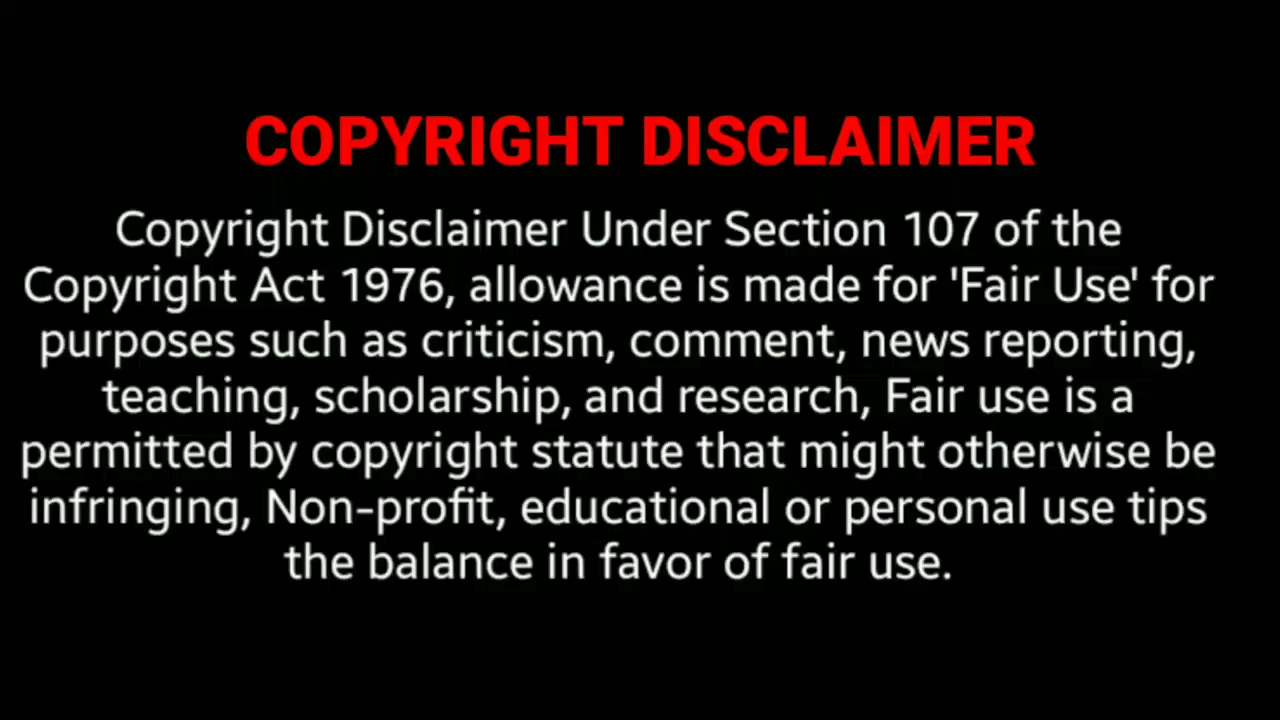 COPYRIGHT DISCLAIMER
Copyright Disclaimer Under Section 107 of the
Copyright Act 1976, allowance is made for 'Fair Use' for
purposes such as criticism, comment, news reporting,
teaching, scholarship, and research, Fair use is a
permitted by copyright statute that might otherwise be
infringing, Non-profit, educational or personal use tips
the balance in favor of fair use.